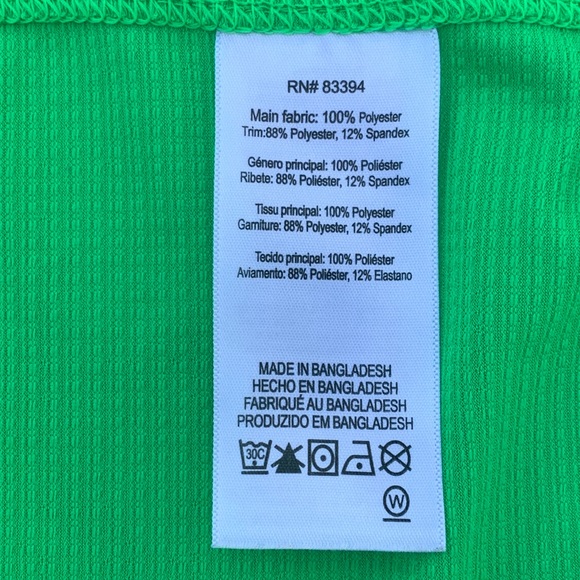 RN# 83394
Main fabric: 100% Polyester
Trim:88% Polyester, 12% Spandex
Género principal: 100% Poliéster
Ribete: 88% Poliéster, 12% Spandex
Tissu principal: 100% Polyester
Garniture: 88% Polyester, 12% Spandex
Tecido principal: 100% Poliéster
Aviamento: 88% Poliéster, 12% Elastano
MADE IN BANGLADESH
HECHO EN BANGLADESH
FABRIQUÉ AU BANGLADESH
PRODUZIDO EM BANGLADESH
30C
W